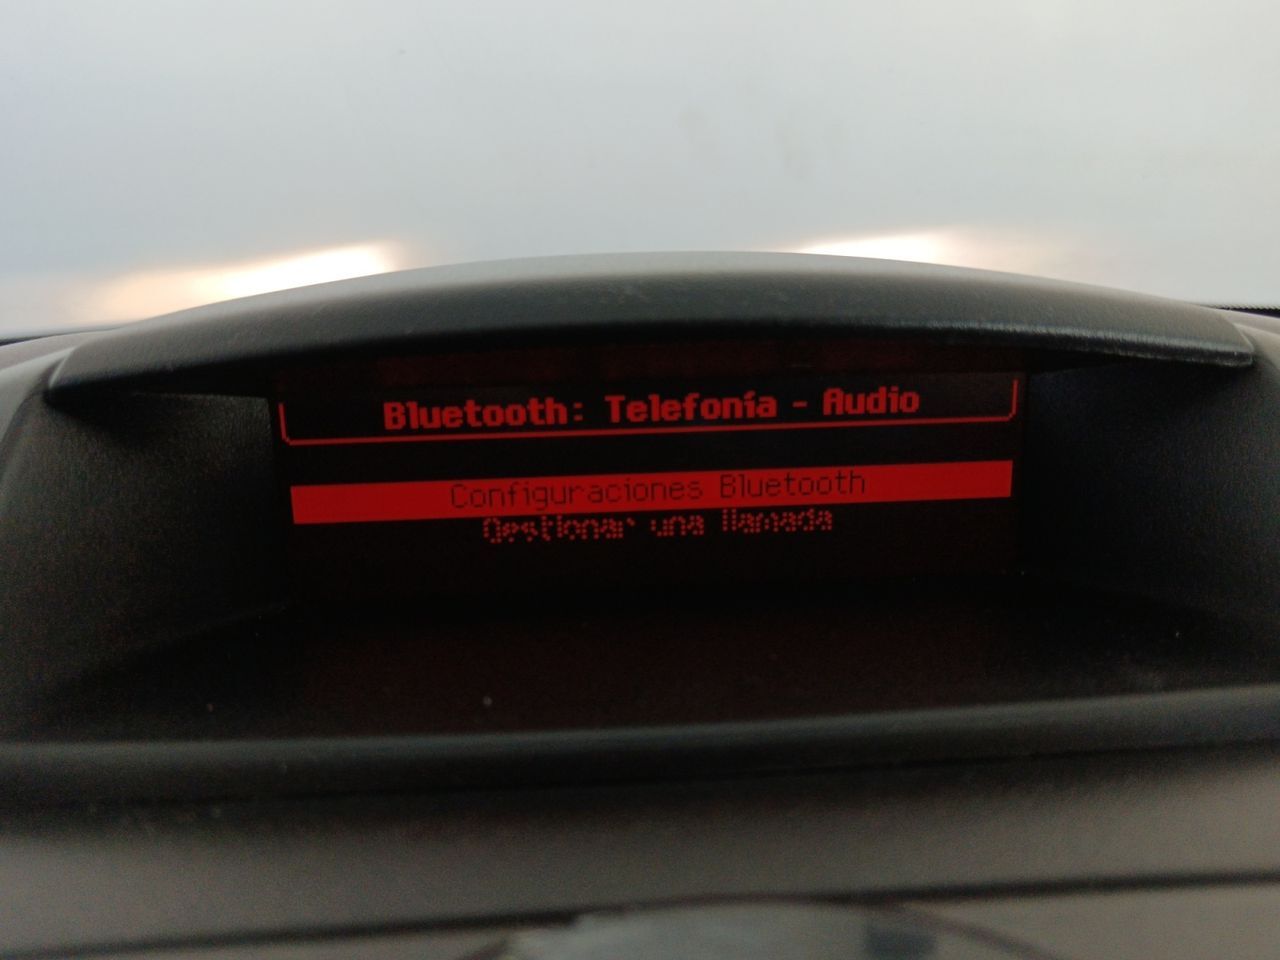 Bluetooth: Telefonía - Audio
Configuraciones Bluetooth
Gestionar una llamada